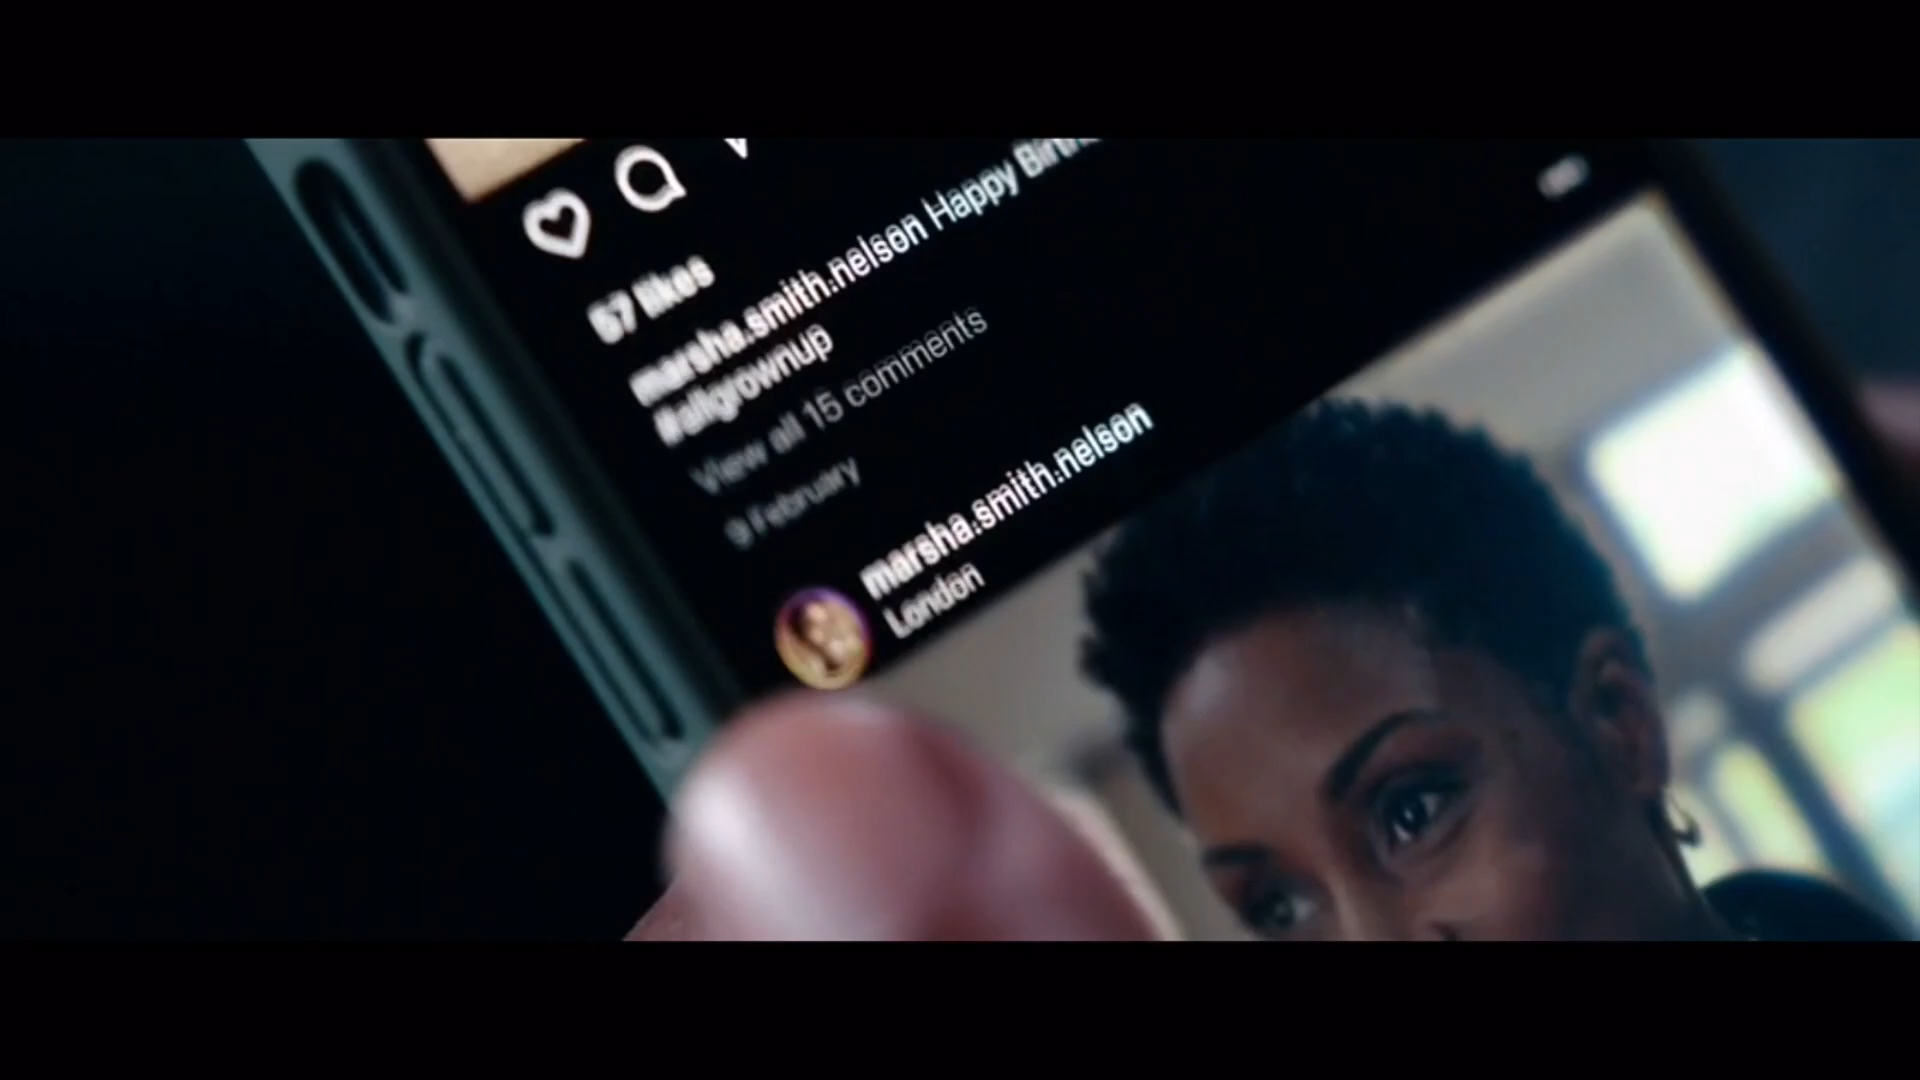 57 likes
marsha.smith.nelson Happy
#allgrownup
View all 15 comments
9 February
marsha.smith.nelson
London